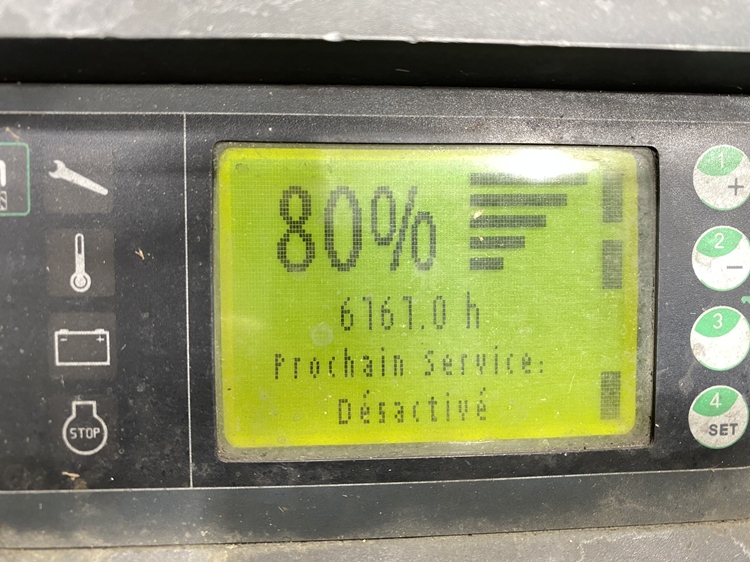 80%
6161.0 h
Prochain Service:
Désactivé
STOP
- +
1
+
2
-
3
4
SET